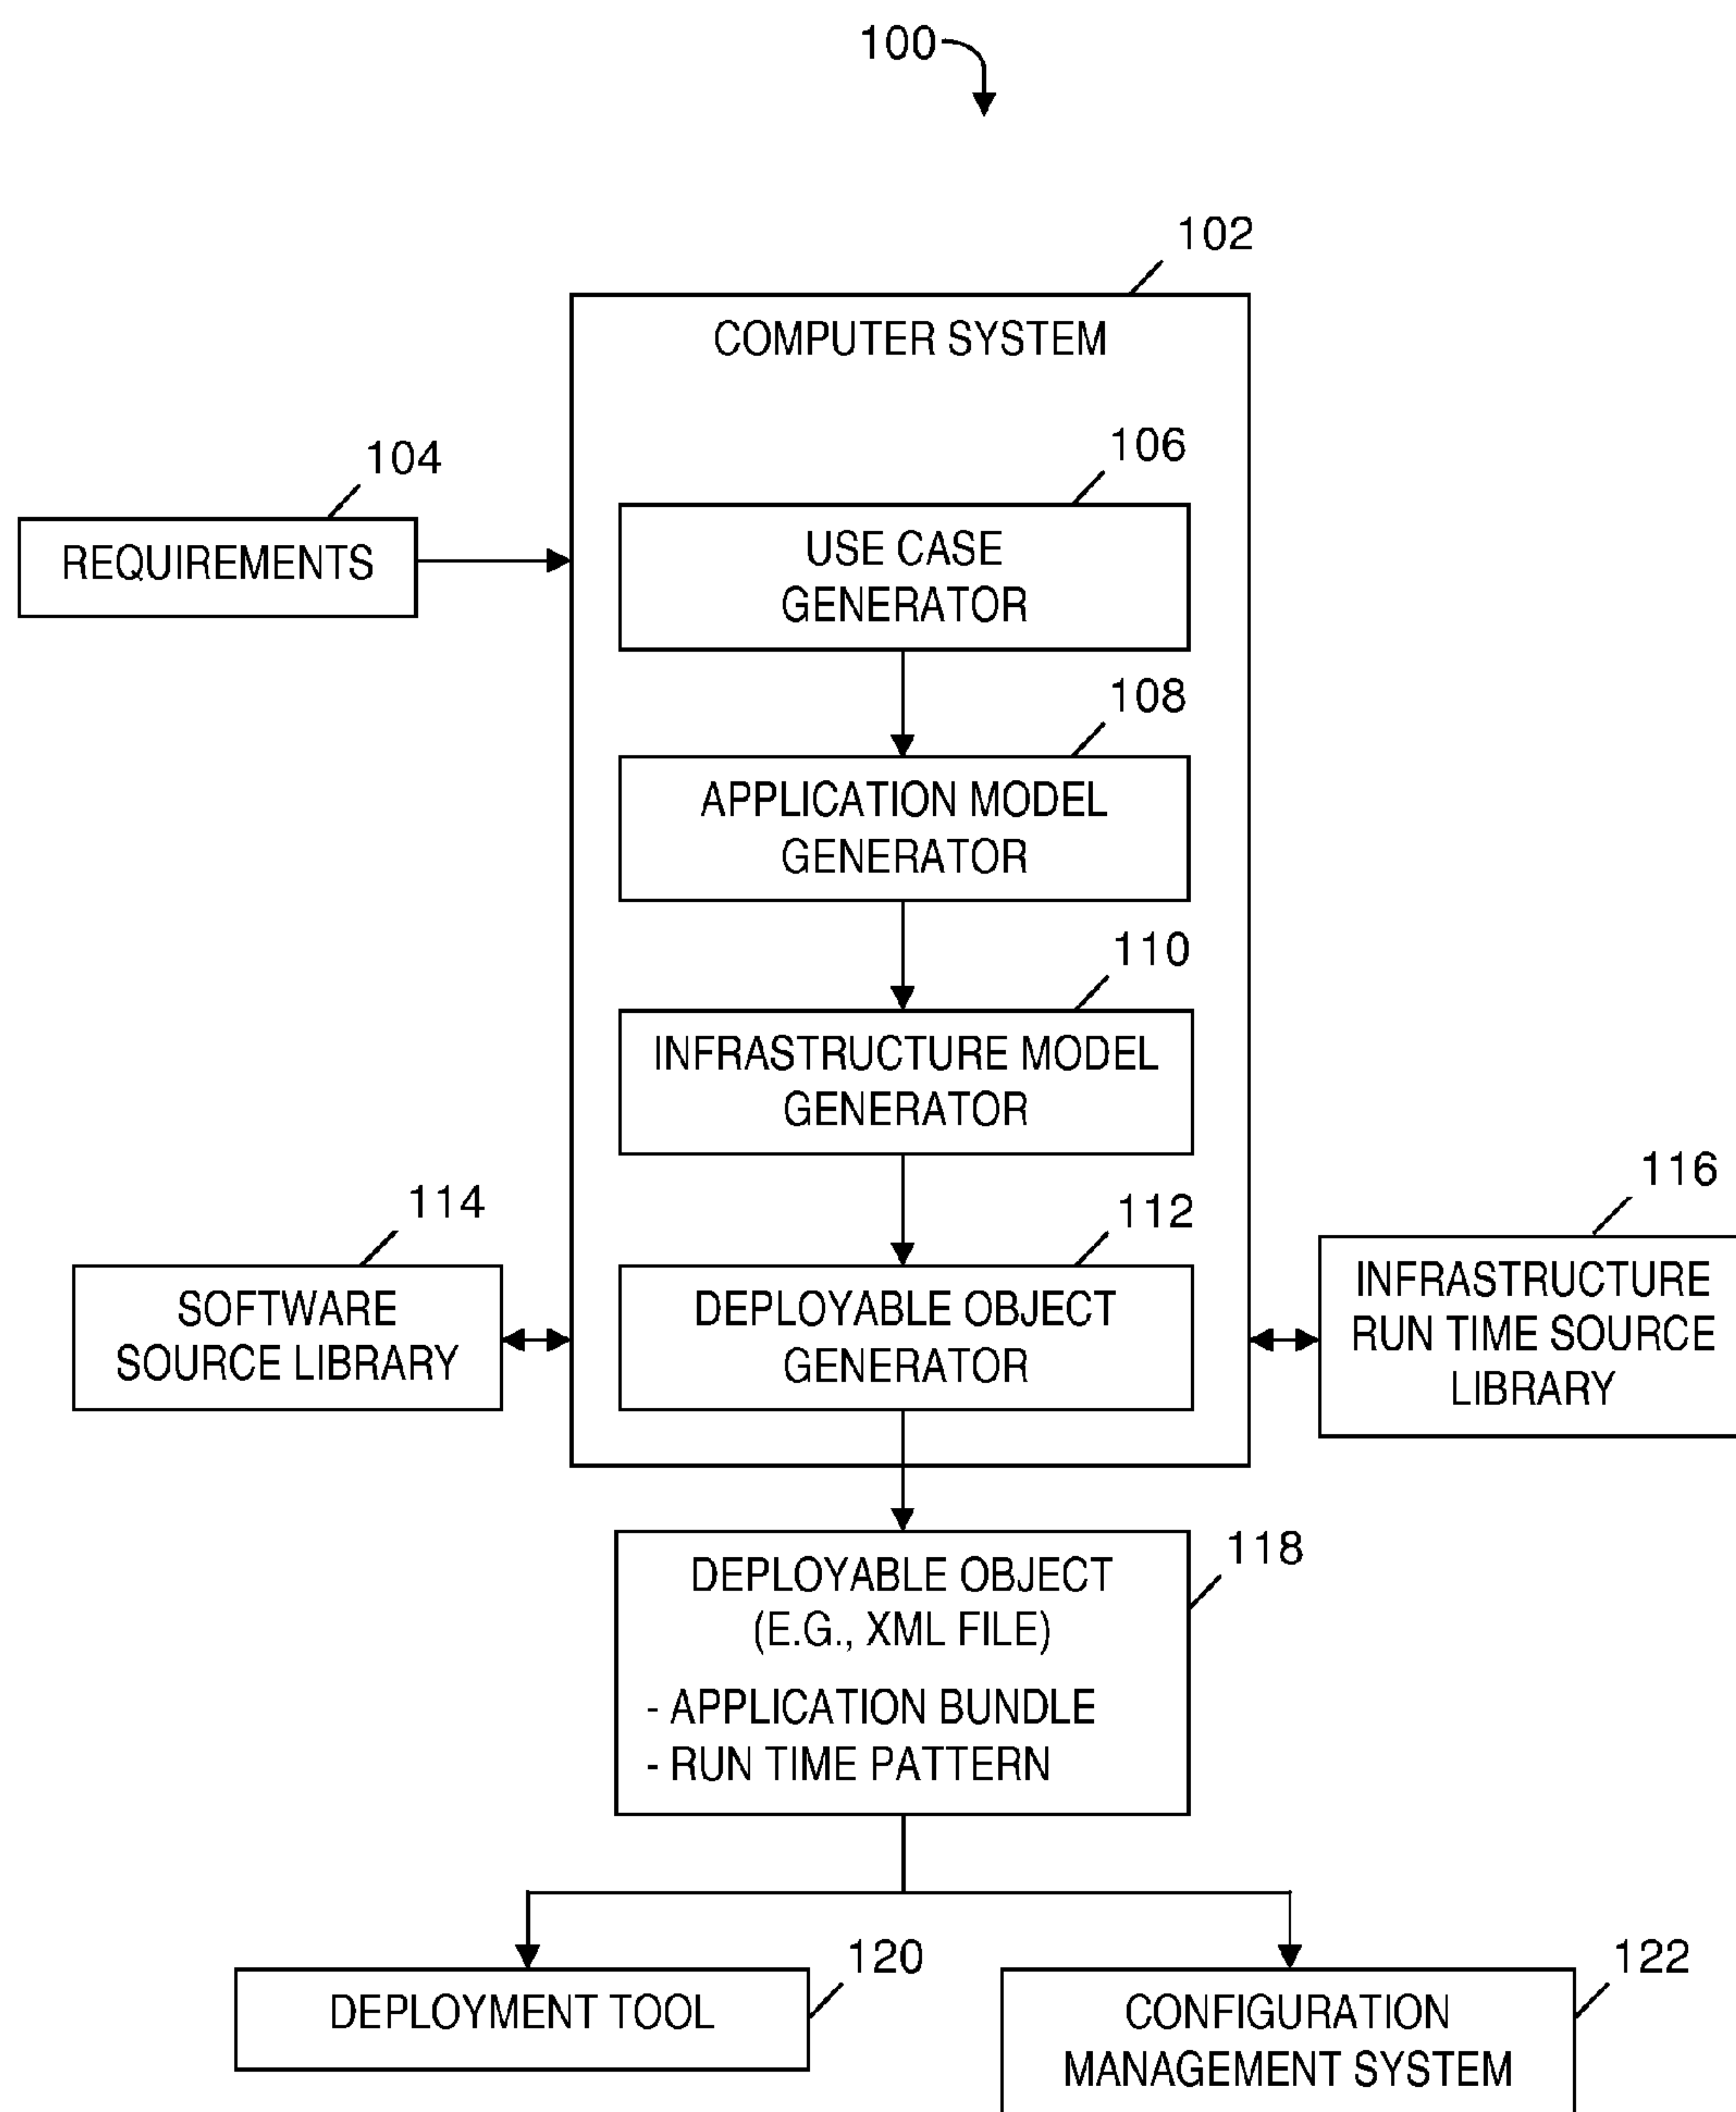 100
102
COMPUTER SYSTEM
104
REQUIREMENTS
106
USE CASE
GENERATOR
108
APPLICATION MODEL
GENERATOR
110
INFRASTRUCTURE MODEL
GENERATOR
112
DEPLOYABLE OBJECT
GENERATOR
114
SOFTWARE
SOURCE LIBRARY
116
INFRASTRUCTURE
RUN TIME SOURCE
LIBRARY
118
DEPLOYABLE OBJECT
(E.G., XML FILE)
- APPLICATION BUNDLE
- RUN TIME PATTERN
120
DEPLOYMENT TOOL
122
CONFIGURATION
MANAGEMENT SYSTEM